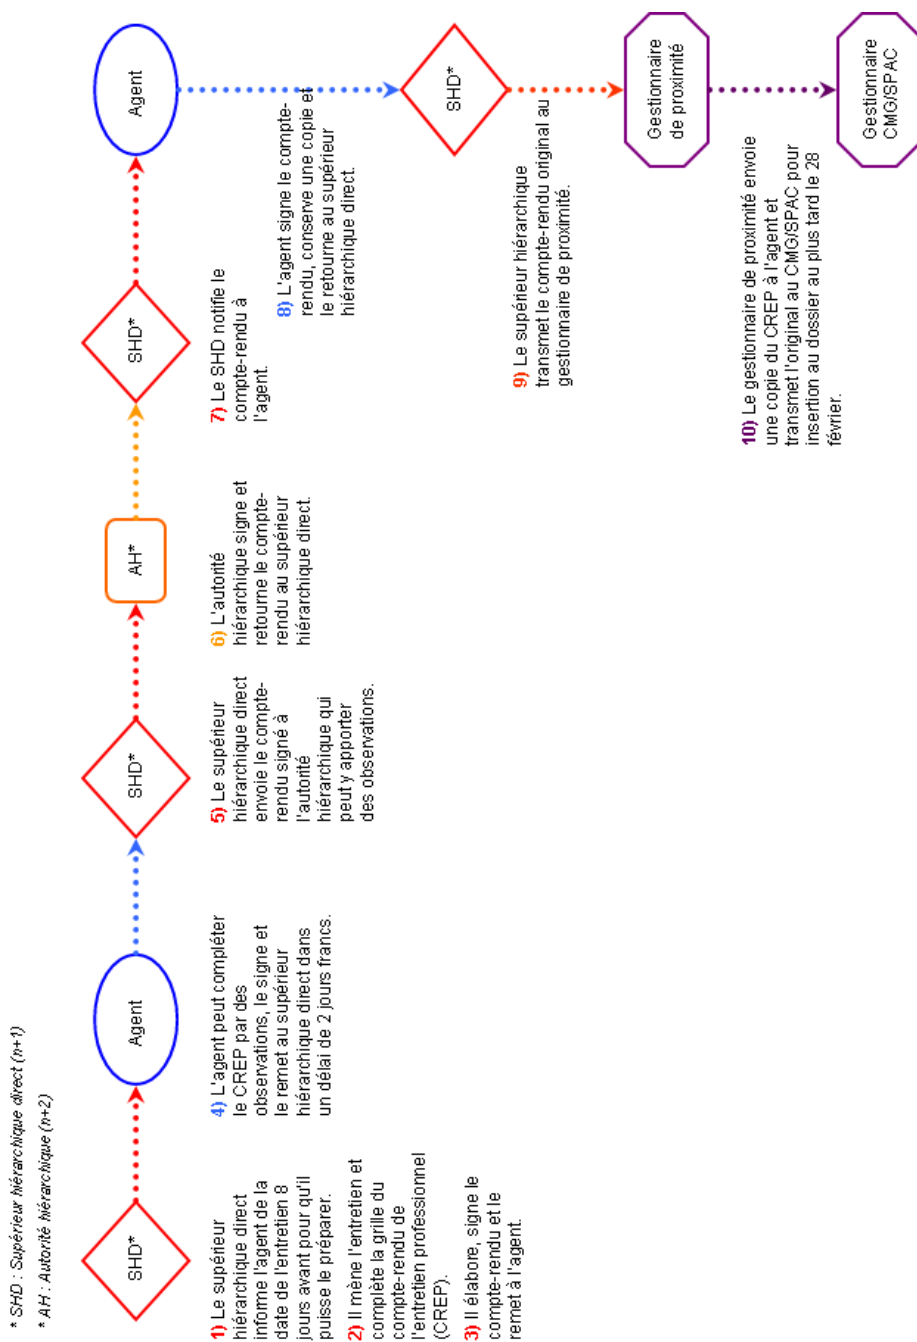 * SHD : Supérieur hiérarchique direct (n+1)
* AH : Autorité hiérarchique (n+2)
SHD*
Agent
SHD*
AH*
SHD*
Agent
1) Le supérieur
hiérarchique direct
informe l'agent de la
date de l'entretien 8
jours avant pour qu'il
puisse le préparer.
2) Il mène l'entretien et
complète la grille du
compte-rendu de
l'entretien professionnel
(CREP).
3) Il élabore, signe le
compte-rendu et le
remet à l'agent.
4) L'agent peut compléter
le CREP par des
observations, le signe et
le remet au supérieur
hiérarchique direct dans
un délai de 2 jours francs.
5) Le supérieur
hiérarchique direct
envoie le compte-
rendu signé à
l'autorité
hiérarchique qui
peut y apporter
des observations.
6) L'autorité
hiérarchique signe et
retourne le compte-
rendu au supérieur
hiérarchique direct.
7) Le SHD notifie le
compte-rendu à
l'agent.
8) L'agent signe le compte-
rendu, conserve une copie et
le retourne au supérieur
hiérarchique direct.
SHD*
9) Le supérieur hiérarchique
transmet le compte-rendu original au
gestionnaire de proximité.
Gestionnaire
de proximité
10) Le gestionnaire de proximité envoie
une copie du CREP à l'agent et
transmet l'original au CMG/SPAC pour
insertion au dossier au plus tard le 28
février.
Gestionnaire
CMG/SPAC